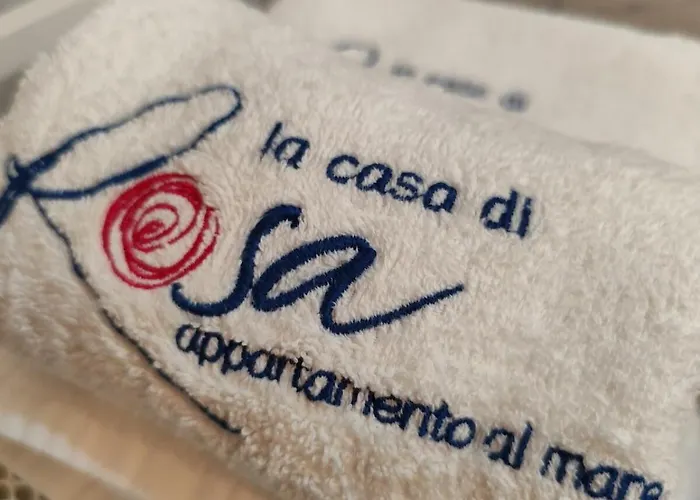 la casa di
Rosa
appartamento al mare